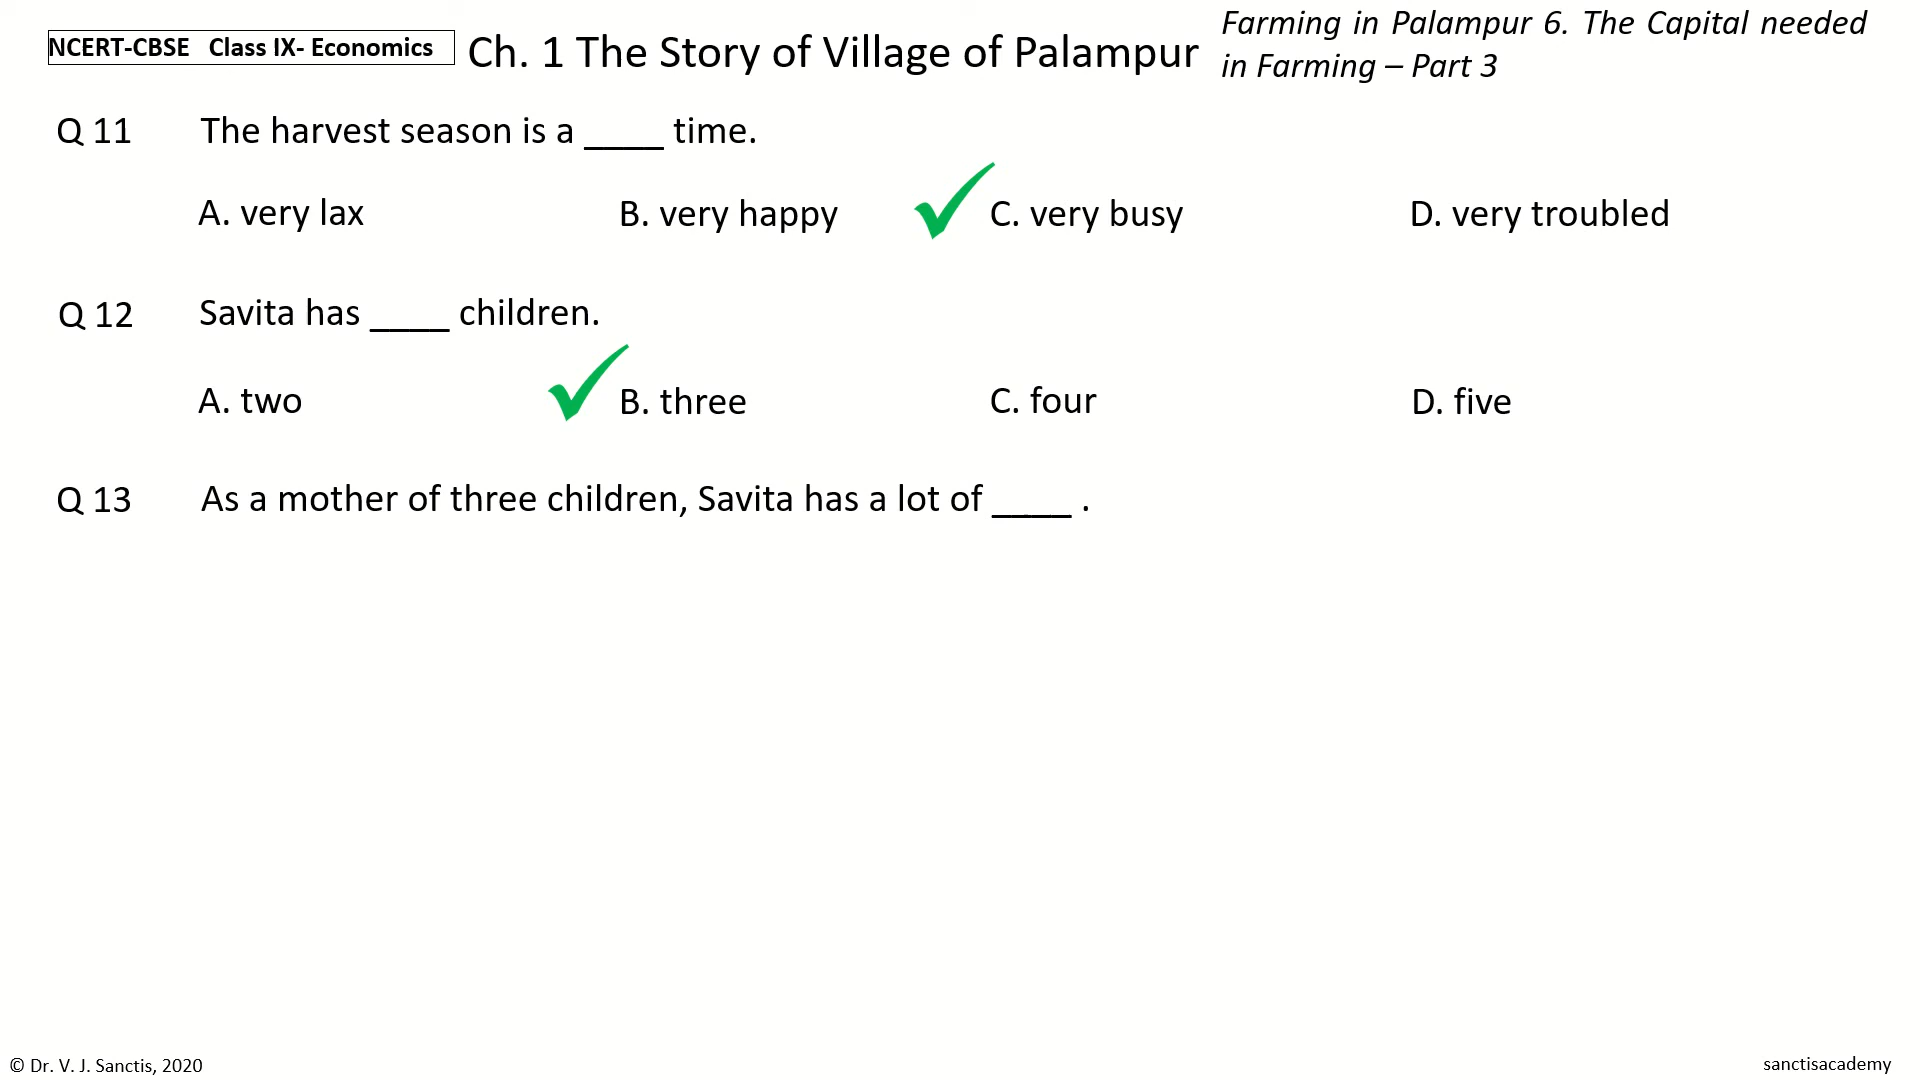 NCERT-CBSE Class IX- Economics
Ch. 1 The Story of Village of Palampur
Farming in Palampur 6. The Capital needed
in Farming – Part 3
Q 11 The harvest season is a ____ time.
A. very lax B. very happy C. very busy D. very troubled
Q 12 Savita has ____ children.
A. two B. three C. four D. five
Q 13 As a mother of three children, Savita has a lot of ____ .
© Dr. V. J. Sanctis, 2020
sanctisacademy